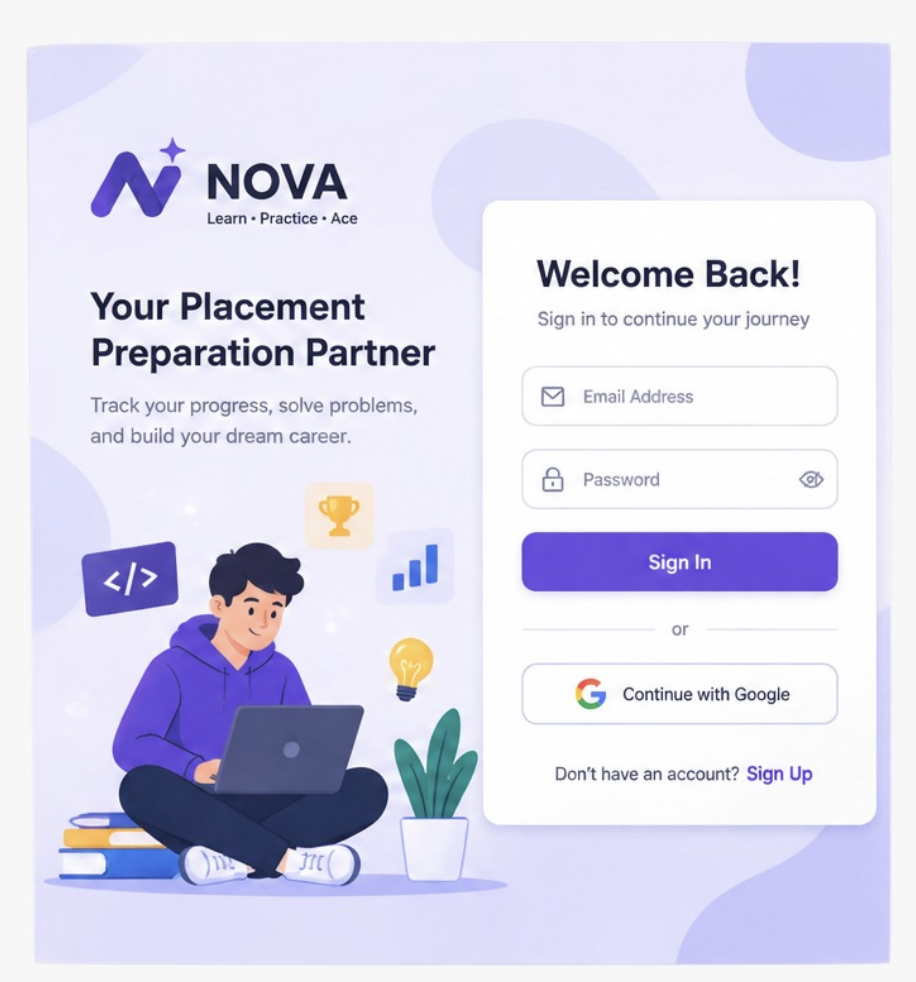 NOVA
Learn • Practice • Ace
Your Placement
Preparation Partner
Track your progress, solve problems,
and build your dream career.
</>
Welcome Back!
Sign in to continue your journey
Email Address
Password
Sign In
or
Continue with Google
Don't have an account? Sign Up